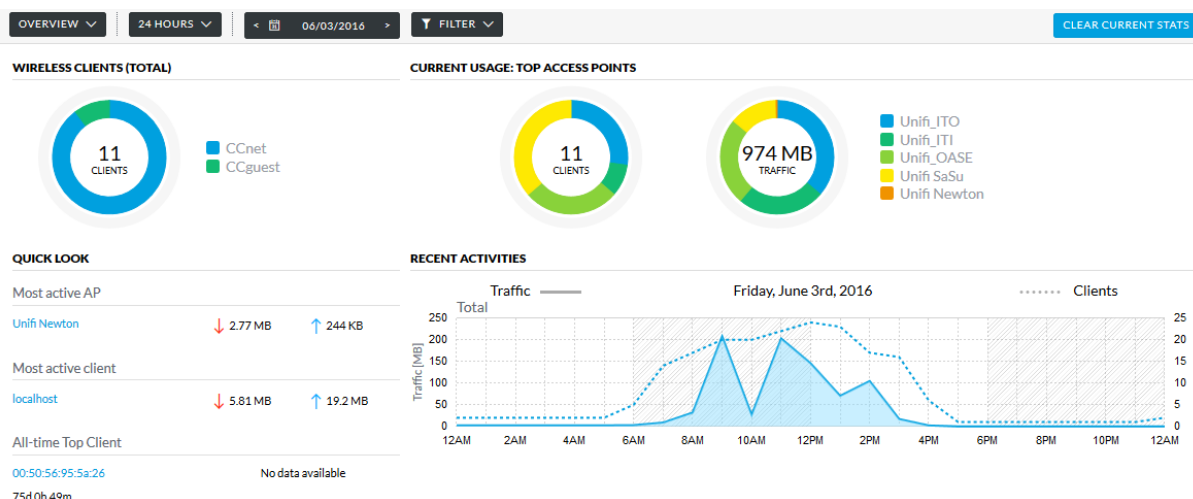 OVERVIEW
24 HOURS
< 06/03/2016 >
FILTER
CLEAR CURRENT STATS
WIRELESS CLIENTS (TOTAL)
11
CLIENTS
CCnet
CCguest
CURRENT USAGE: TOP ACCESS POINTS
11
CLIENTS
974 MB
TRAFFIC
Unifi_ITO
Unifi_ITI
Unifi_OASE
Unifi SaSu
Unifi Newton
QUICK LOOK
Most active AP
Unifi Newton ↓ 2.77 MB ↑ 244 KB
Most active client
localhost ↓ 5.81 MB ↑ 19.2 MB
All-time Top Client
00:50:56:95:5a:26 No data available
75d 0h 49m
RECENT ACTIVITIES
Traffic Friday, June 3rd, 2016 Clients
Total
Traffic [MB]
250 25
200 20
150 15
100 10
50 5
0 0
12AM 2AM 4AM 6AM 8AM 10AM 12PM 2PM 4PM 6PM 8PM 10PM 12AM